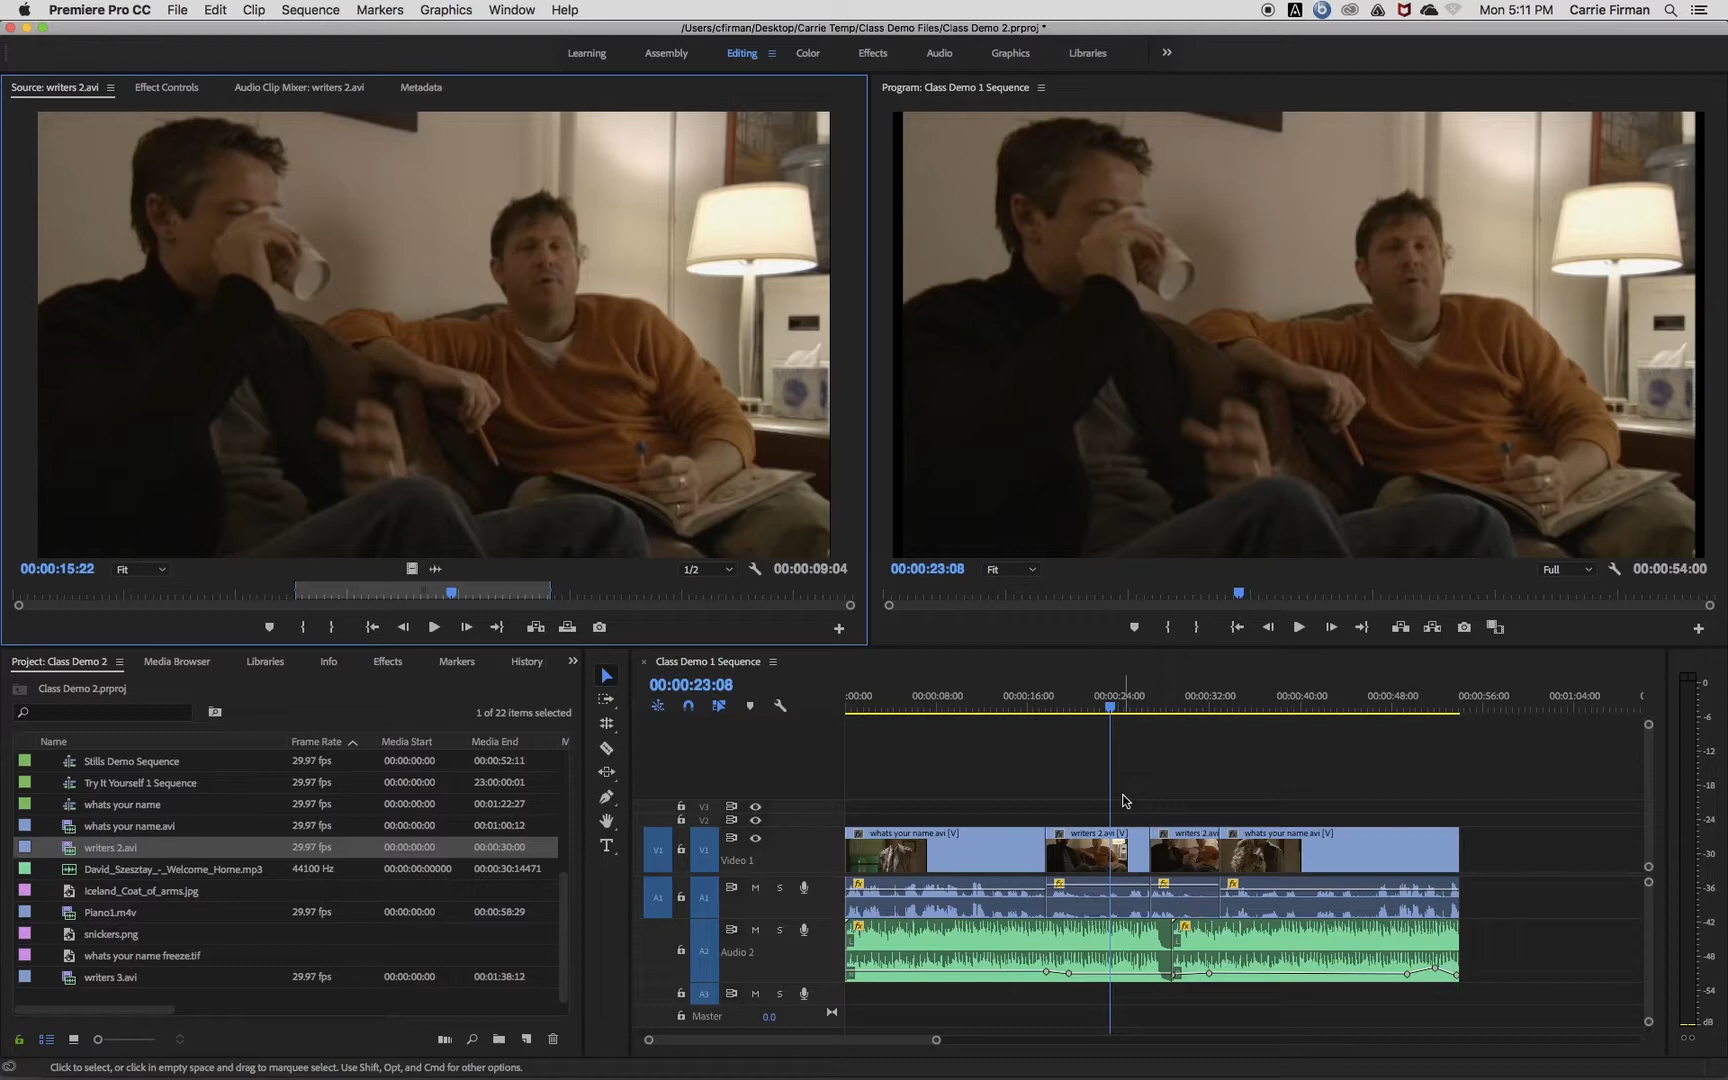 Premiere Pro CC File Edit Clip Sequence Markers Graphics Window Help Mon 5:11 PM Carrie Firman
/Users/cfirman/Desktop/Carrie Temp/Class Demo Files/Class Demo 2.prproj *
Learning Assembly Editing Color Effects Audio Graphics Libraries
Source: writers 2.avi Effect Controls Audio Clip Mixer: writers 2.avi Metadata Program: Class Demo 1 Sequence
00:00:15:22 Fit 1/2 00:00:09:04 00:00:23:08 Fit Full 00:00:54:00
Project: Class Demo 2 Media Browser Libraries Info Effects Markers History Class Demo 1 Sequence
Class Demo 2.prproj
00:00:23:08
1 of 22 items selected
:00:00 00:00:08:00 00:00:16:00 00:00:24:00 00:00:32:00 00:00:40:00 00:00:48:00 00:00:56:00 00:01:04:00
Name Frame Rate Media Start Media End M
Stills Demo Sequence 29.97 fps 00:00:00:00 00:00:52:11
Try It Yourself 1 Sequence 29.97 fps 00:00:00:00 23:00:00:01
whats your name 29.97 fps 00:00:00:00 00:01:22:27
whats your name.avi 29.97 fps 00:00:00:00 00:01:00:12
writers 2.avi 29.97 fps 00:00:00:00 00:00:30:00
David_Szesztay_-_Welcome_Home.mp3 44100 Hz 00:00:00:00000 00:00:30:14471
Iceland_Coat_of_arms.jpg
Piano1.m4v 29.97 fps 00:00:00:00 00:00:58:29
snickers.png
whats your name freeze.tif
writers 3.avi 29.97 fps 00:00:00:00 00:01:38:12
V3
V2
whats your name.avi [V] writers 2.avi [V] writers 2.avi whats your name.avi [V]
V1 V1 Video 1
A1 A1 M S
A2 M S
Audio 2
A3 M S
Master 0.0
0
-6
-12
-18
-24
-30
-36
-42
-48
-54
dB
Click to select, or click in empty space and drag to marquee select. Use Shift, Opt, and Cmd for other options.